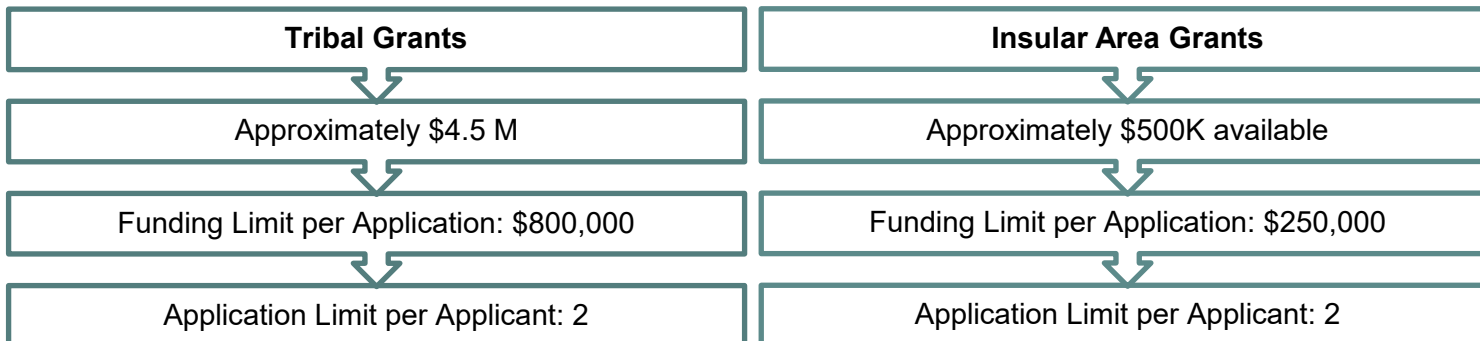 Tribal Grants
Approximately $4.5 M
Funding Limit per Application: $800,000
Application Limit per Applicant: 2
Insular Area Grants
Approximately $500K available
Funding Limit per Application: $250,000
Application Limit per Applicant: 2